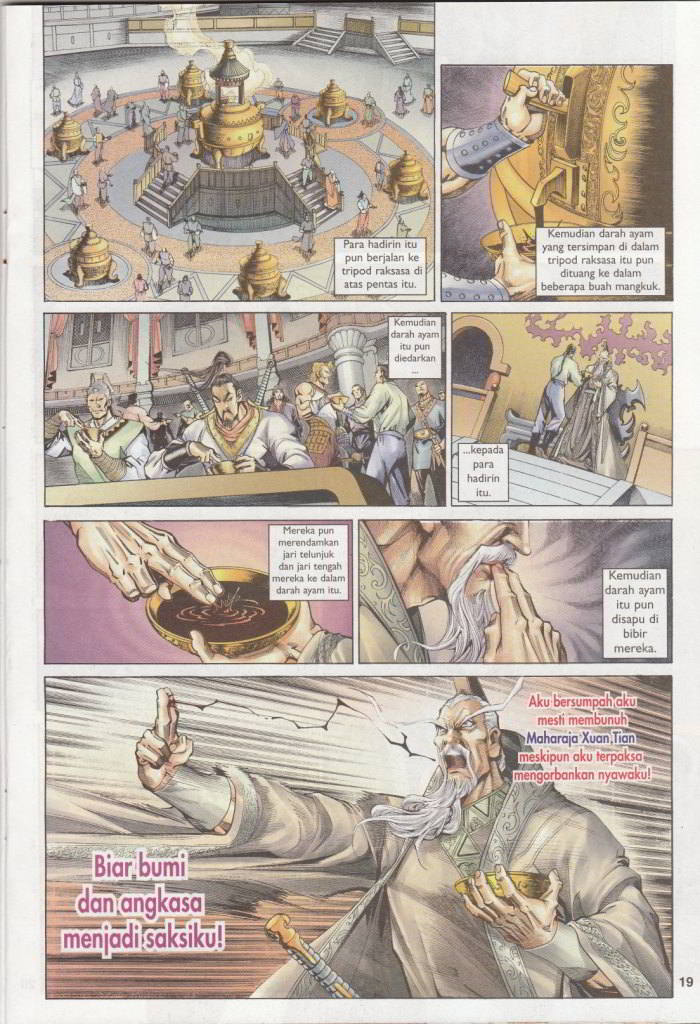 Para hadirin itu
pun berjalan ke
tripod raksasa di
atas pentas itu.
Kemudian darah ayam
yang tersimpan di dalam
tripod raksasa itu pun
dituang ke dalam
beberapa buah mangkuk.
Kemudian
darah ayam
itu pun
diedarkan
...
...kepada
para
hadirin
itu.
Mereka pun
merendamkan
jari telunjuk
dan jari tengah
mereka ke dalam
darah ayam itu.
Kemudian
darah ayam
itu pun
disapu di
bibir
mereka.
Aku bersumpah aku
mesti membunuh
Maharaja Xuan Tian
meskipun aku terpaksa
mengorbankan nyawaku!
Biar bumi
dan angkasa
menjadi saksiku!
19